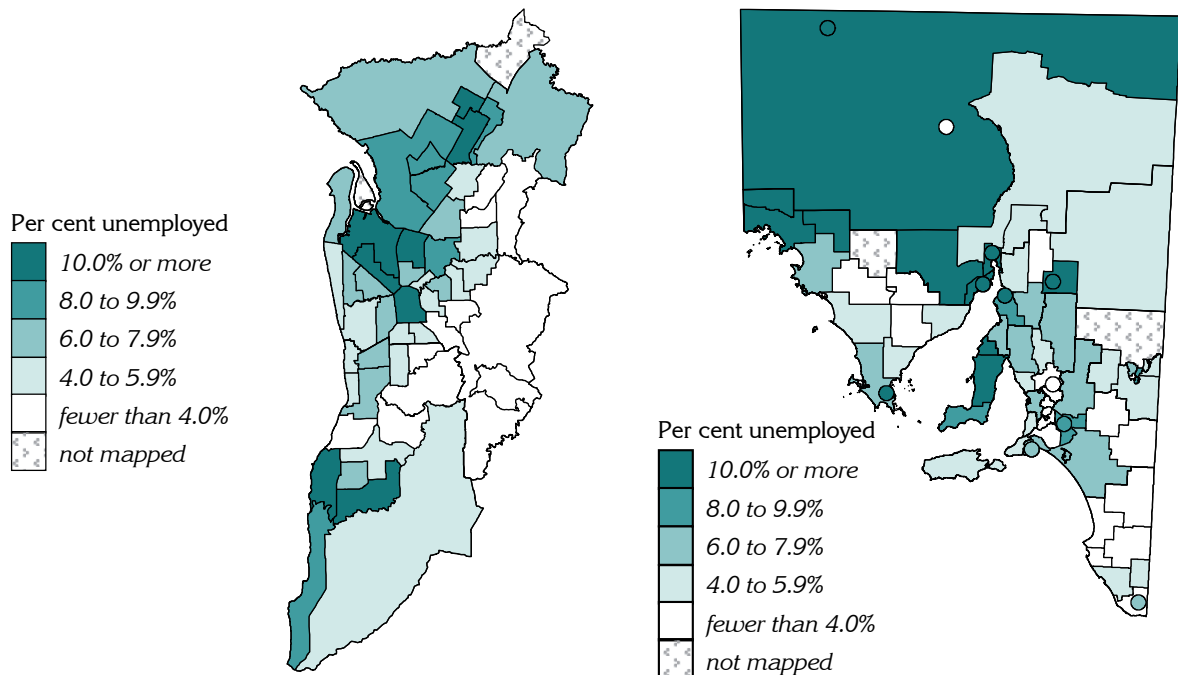 Per cent unemployed
10.0% or more
8.0 to 9.9%
6.0 to 7.9%
4.0 to 5.9%
fewer than 4.0%
not mapped
Per cent unemployed
10.0% or more
8.0 to 9.9%
6.0 to 7.9%
4.0 to 5.9%
fewer than 4.0%
not mapped